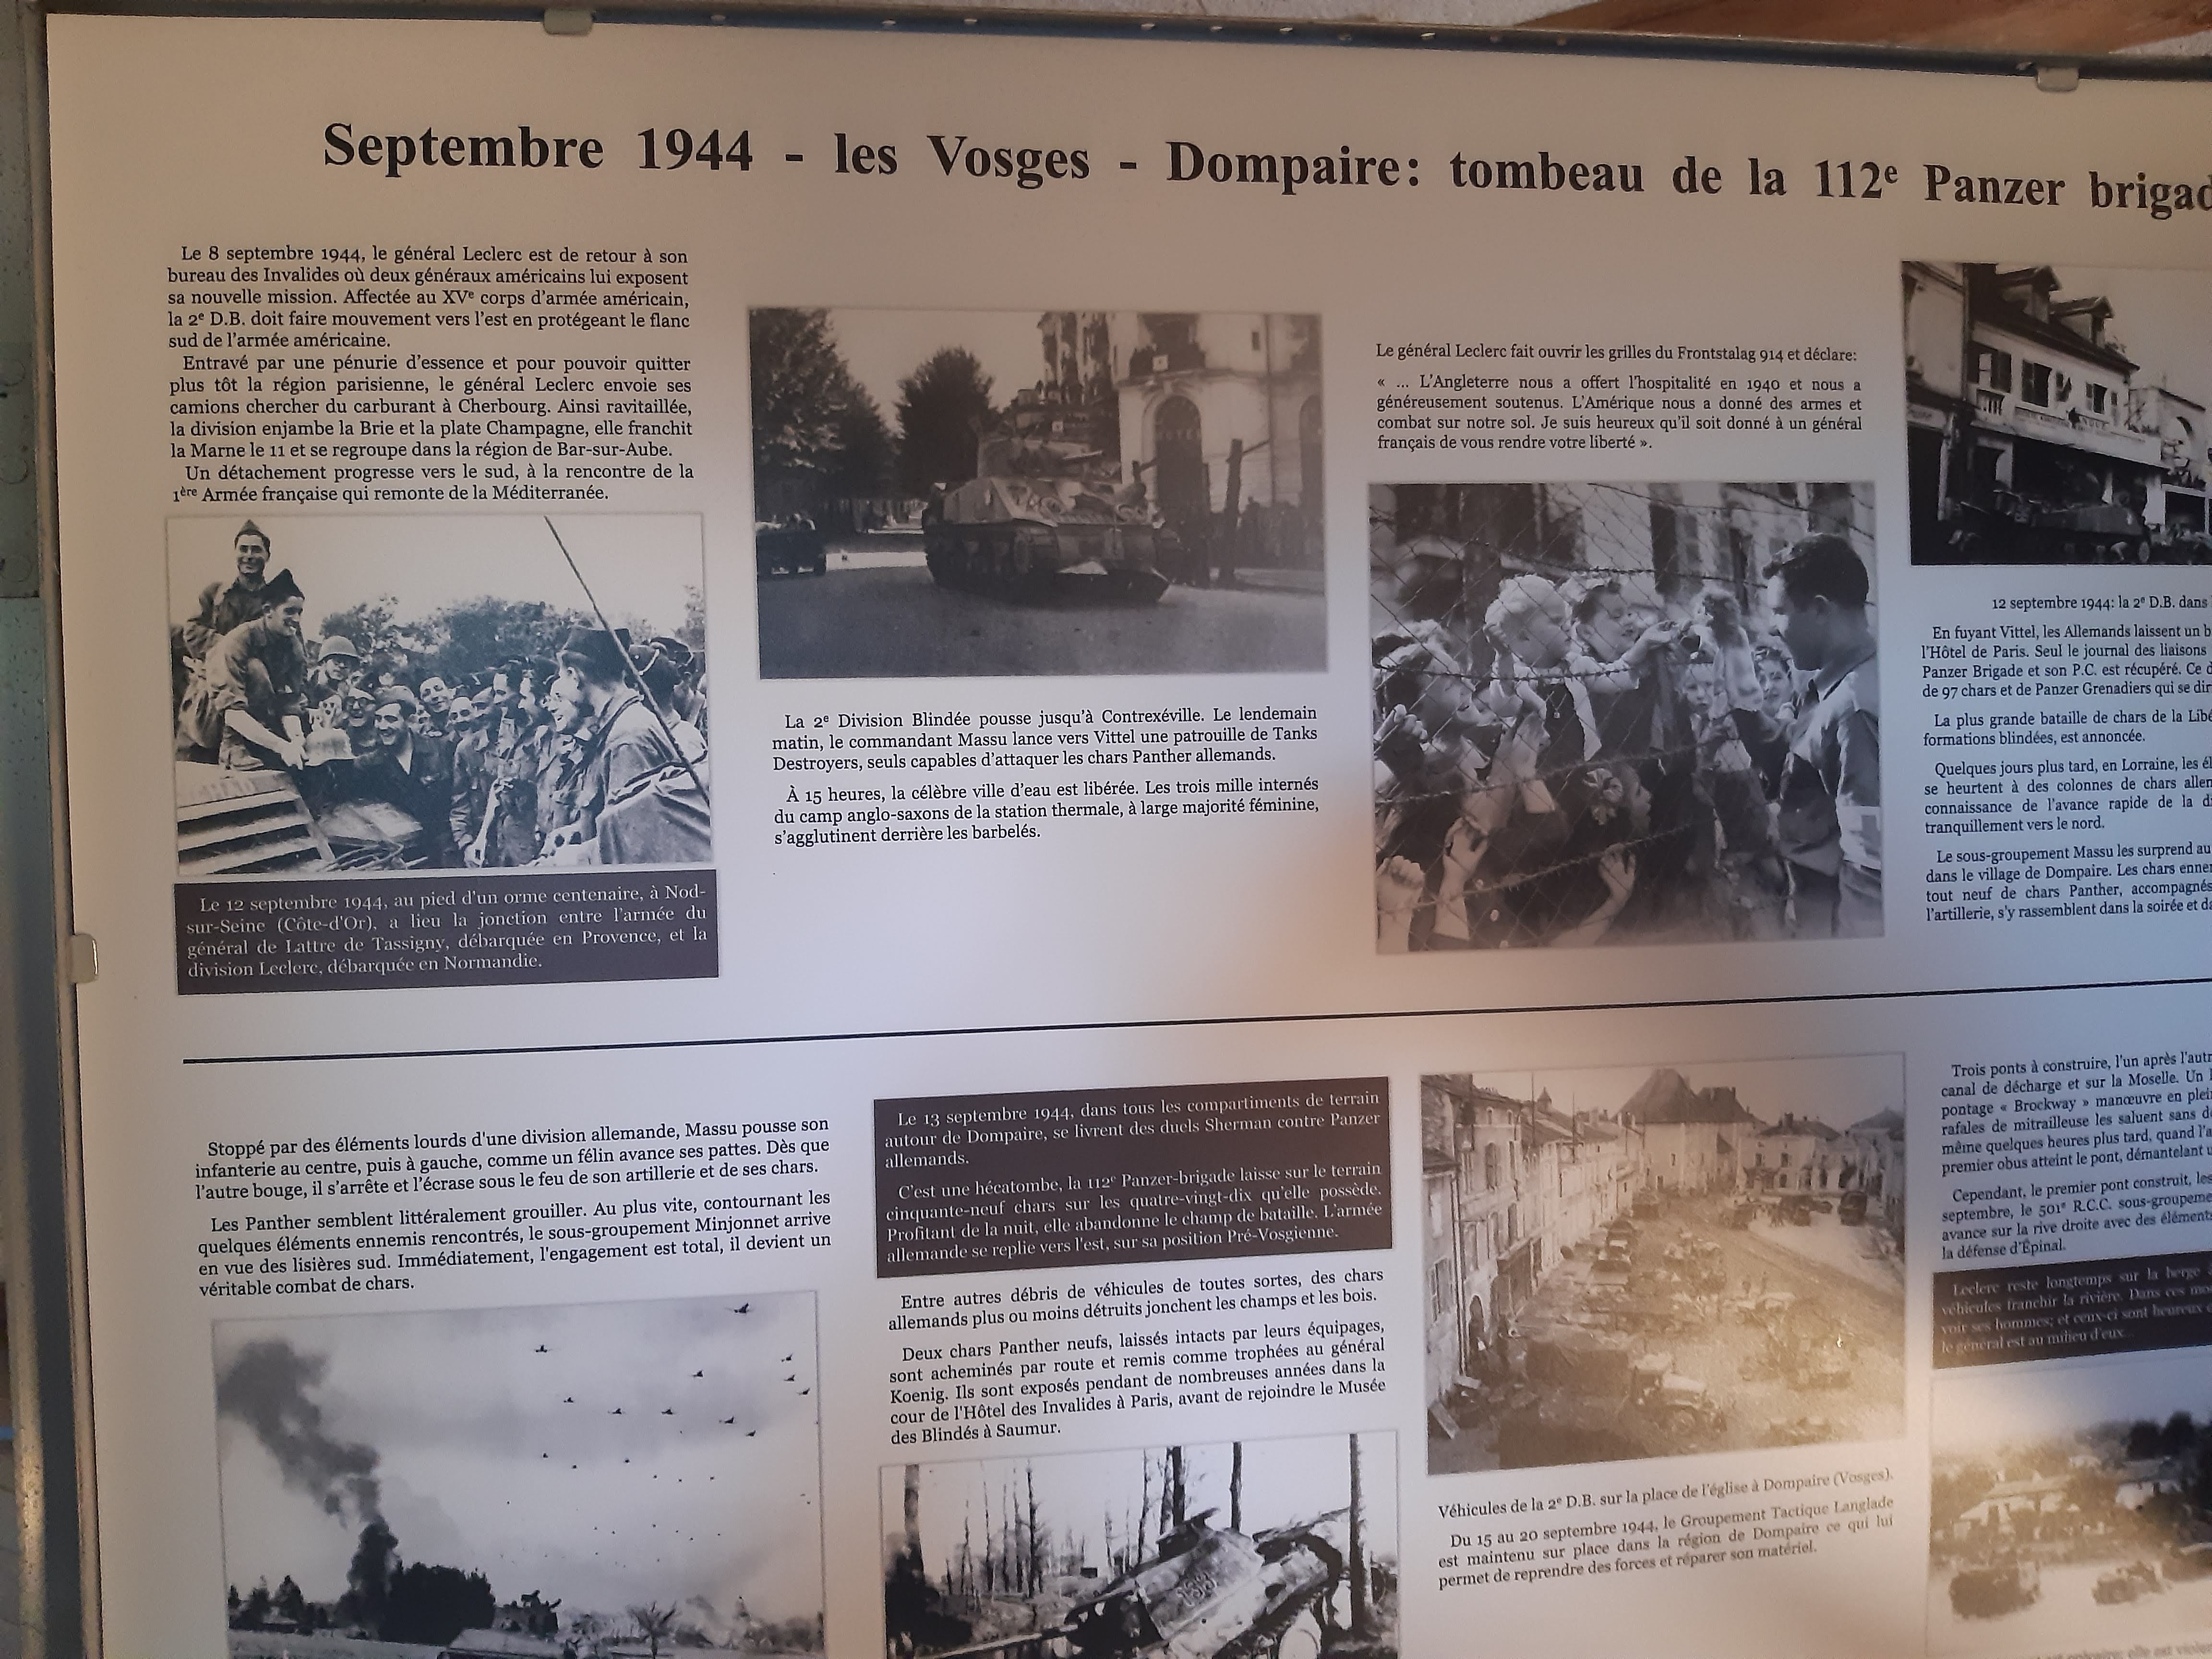 Septembre 1944 - les Vosges - Dompaire: tombeau de la 112e Panzer brigad
Le 8 septembre 1944, le général Leclerc est de retour à son
bureau des Invalides où deux généraux américains lui exposent
sa nouvelle mission. Affectée au XVe corps d'armée américain,
la 2e D.B. doit faire mouvement vers l'est en protégeant le flanc
sud de l'armée américaine.
Entravé par une pénurie d'essence et pour pouvoir quitter
plus tôt la région parisienne, le général Leclerc envoie ses
camions chercher du carburant à Cherbourg. Ainsi ravitaillée,
la division enjambe la Brie et la plate Champagne, elle franchit
la Marne le 11 et se regroupe dans la région de Bar-sur-Aube.
Un détachement progresse vers le sud, à la rencontre de la
1ère Armée française qui remonte de la Méditerranée.
Le 12 septembre 1944, au pied d'un orme centenaire, à Nod-
sur-Seine (Côte-d'Or), a lieu la jonction entre l'armée du
général de Lattre de Tassigny, débarquée en Provence, et la
division Leclerc, débarquée en Normandie.
La 2e Division Blindée pousse jusqu'à Contrexéville. Le lendemain
matin, le commandant Massu lance vers Vittel une patrouille de Tanks
Destroyers, seuls capables d'attaquer les chars Panther allemands.
À 15 heures, la célèbre ville d'eau est libérée. Les trois mille internés
du camp anglo-saxons de la station thermale, à large majorité féminine,
s'agglutinent derrière les barbelés.
Le général Leclerc fait ouvrir les grilles du Frontstalag 914 et déclare:
« ... L'Angleterre nous a offert l'hospitalité en 1940 et nous a
généreusement soutenus. L'Amérique nous a donné des armes et
combat sur notre sol. Je suis heureux qu'il soit donné à un général
français de vous rendre votre liberté ».
12 septembre 1944: la 2e D.B. dans
En fuyant Vittel, les Allemands laissent un b
l'Hôtel de Paris. Seul le journal des liaisons
Panzer Brigade et son P.C. est récupéré. Ce d
de 97 chars et de Panzer Grenadiers qui se dir
La plus grande bataille de chars de la Libé
formations blindées, est annoncée.
Quelques jours plus tard, en Lorraine, les él
se heurtent à des colonnes de chars aller
connaissance de l'avance rapide de la di
tranquillement vers le nord.
Le sous-groupement Massu les surprend au
dans le village de Dompaire. Les chars enne
tout neuf de chars Panther, accompagnés
l'artillerie, s'y rassemblent dans la soirée et da
Stoppé par des éléments lourds d'une division allemande, Massu pousse son
infanterie au centre, puis à gauche, comme un félin avance ses pattes. Dès que
l'autre bouge, il s'arrête et l'écrase sous le feu de son artillerie et de ses chars.
Les Panther semblent littéralement grouiller. Au plus vite, contournant les
quelques éléments ennemis rencontrés, le sous-groupement Minjonnet arrive
en vue des lisières sud. Immédiatement, l'engagement est total, il devient un
véritable combat de chars.
Le 13 septembre 1944, dans tous les compartiments de terrain
autour de Dompaire, se livrent des duels Sherman contre Panzer
allemands.
C'est une hécatombe, la 112e Panzer-brigade laisse sur le terrain
cinquante-neuf chars sur les quatre-vingt-dix qu'elle possède.
Profitant de la nuit, elle abandonne le champ de bataille. L'armée
allemande se replie vers l'est, sur sa position Pré-Vosgienne.
Entre autres débris de véhicules de toutes sortes, des chars
allemands plus ou moins détruits jonchent les champs et les bois.
Deux chars Panther neufs, laissés intacts par leurs équipages,
sont acheminés par route et remis comme trophées au général
Koenig. Ils sont exposés pendant de nombreuses années dans la
cour de l'Hôtel des Invalides à Paris, avant de rejoindre le Musée
des Blindés à Saumur.
Véhicules de la 2e D.B. sur la place de l'église à Dompaire (Vosges).
Du 15 au 20 septembre 1944, le Groupement Tactique Langlade
est maintenu sur place dans la région de Dompaire ce qui lui
permet de reprendre des forces et réparer son matériel.
Trois ponts à construire, l'un après l'autr
canal de décharge et sur la Moselle. Un
pontage « Brockway » manœuvre en plei
rafales de mitrailleuse les saluent sans d
même quelques heures plus tard, quand l'a
premier obus atteint le pont, démantelant u
Cependant, le premier pont construit, les
septembre, le 501e R.C.C. sous-groupeme
avance sur la rive droite avec des éléments
la défense d'Épinal.
Leclerc reste longtemps sur la berge
véhicules franchir la rivière. Dans ces mo
voir ses hommes; et ceux-ci sont heureux
le général est au milieu d'eux...